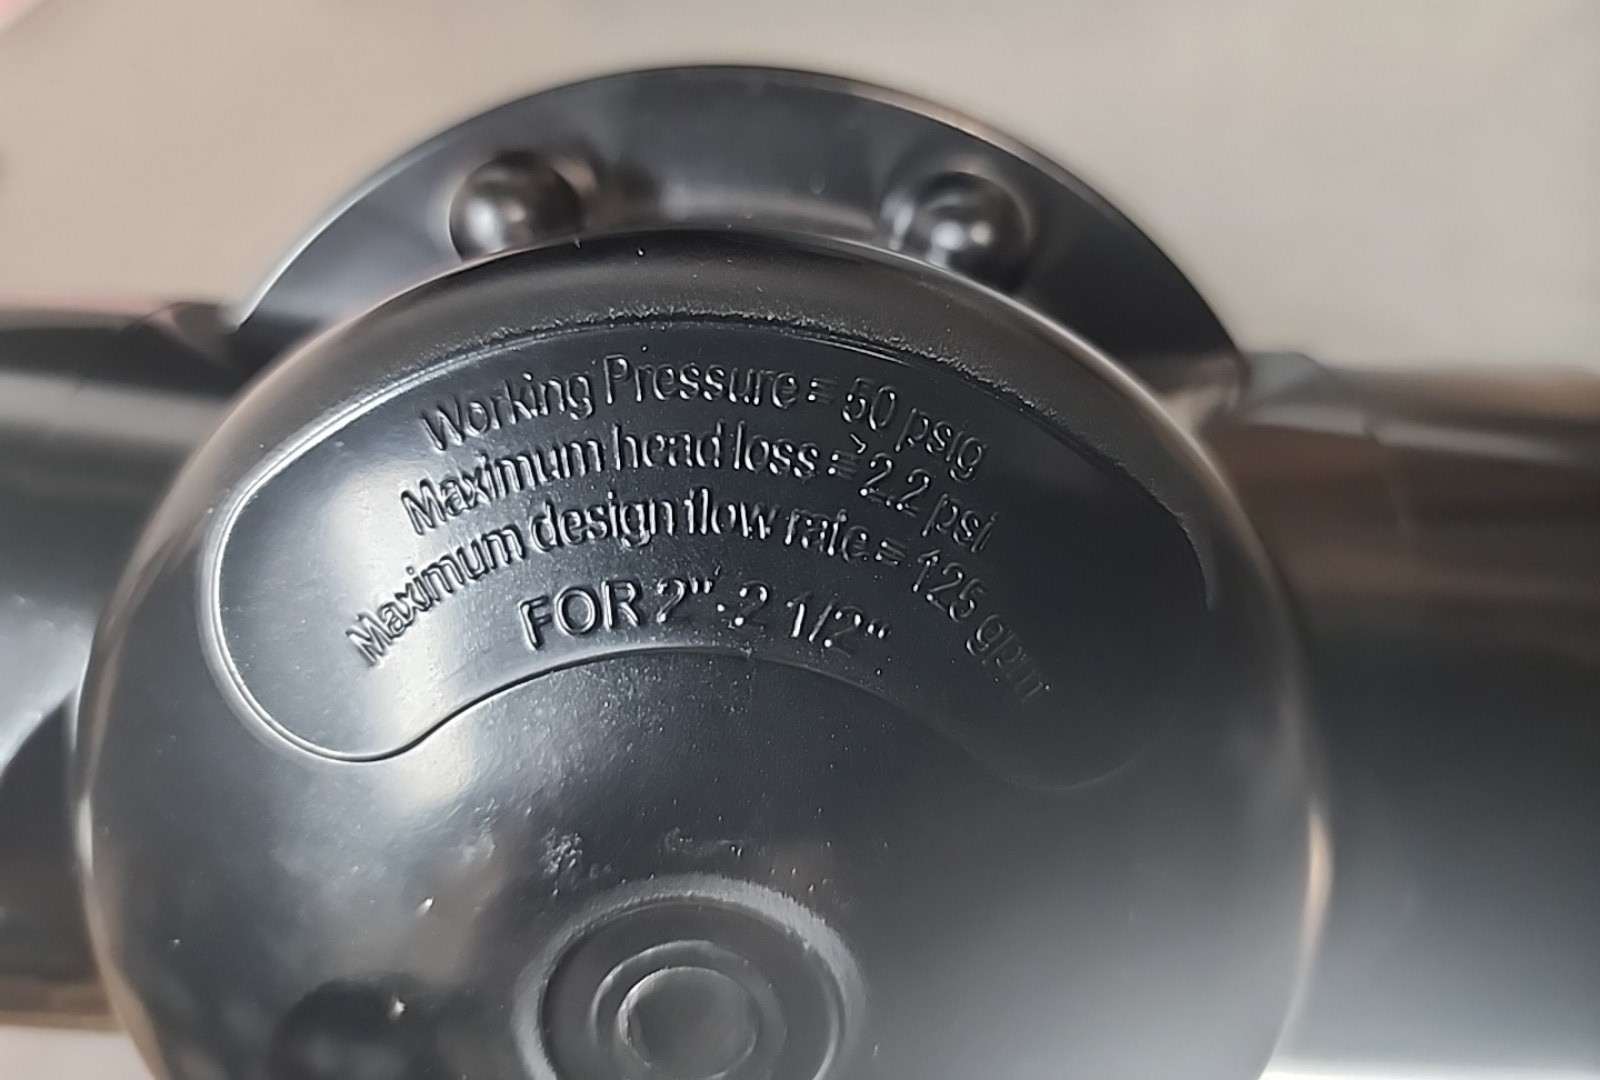 Working Pressure = 50 psig
Maximum head loss = 2.2 psi
Maximum design flow rate = 125 gpm
FOR 2"-2 1/2"